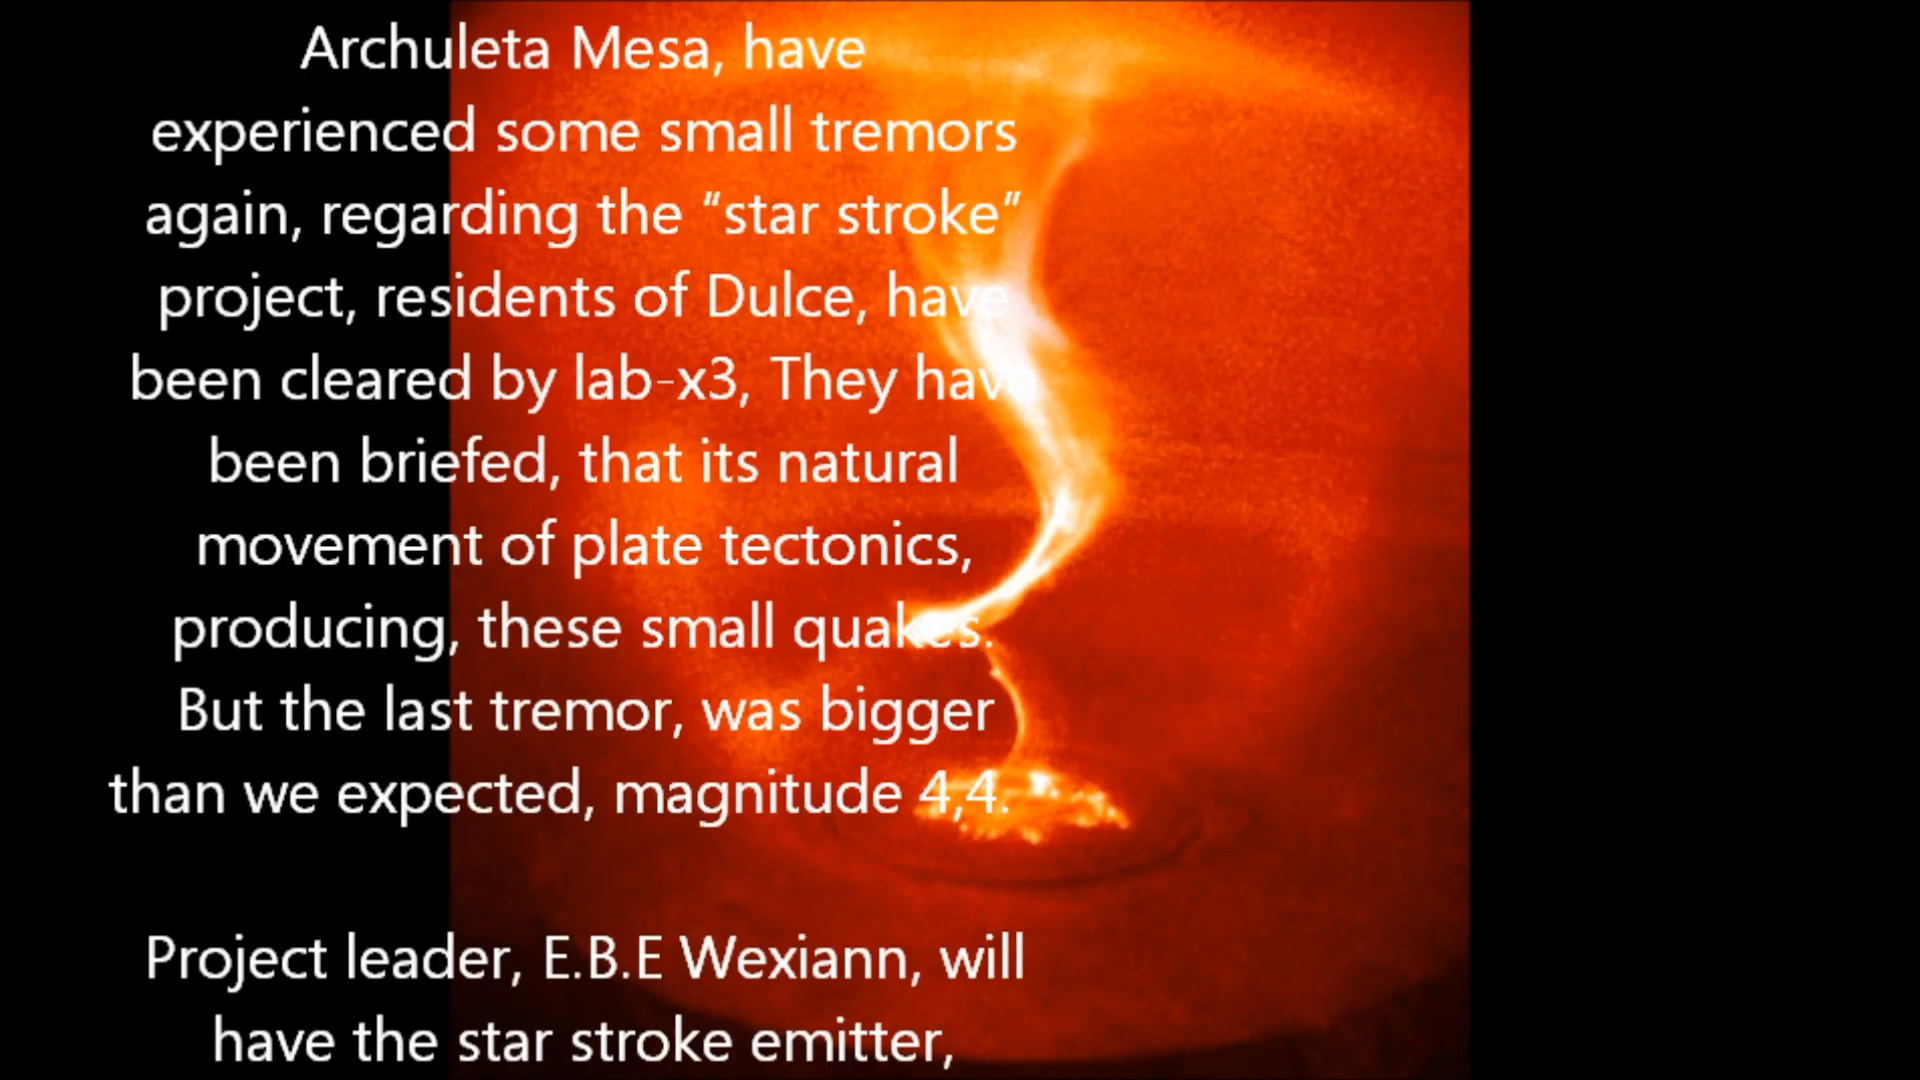 Archuleta Mesa, have
experienced some small tremors
again, regarding the “star stroke”
project, residents of Dulce, have
been cleared by lab-x3, They have
been briefed, that its natural
movement of plate tectonics,
producing, these small quakes.
But the last tremor, was bigger
than we expected, magnitude 4,4.
Project leader, E.B.E Wexiann, will
have the star stroke emitter,